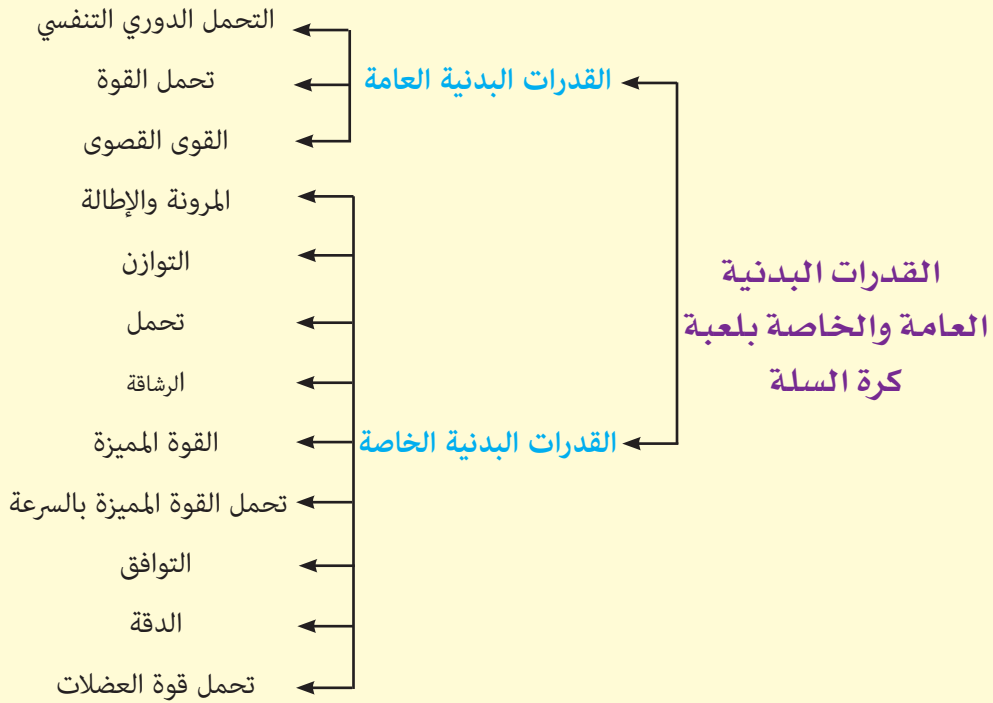 القدرات البدنية
العامة والخاصة بلعبة
كرة السلة
القدرات البدنية العامة
التحمل الدوري التنفسي
تحمل القوة
القوى القصوى
القدرات البدنية الخاصة
المرونة والإطالة
التوازن
تحمل
الرشاقة
القوة المميزة
تحمل القوة المميزة بالسرعة
التوافق
الدقة
تحمل قوة العضلات